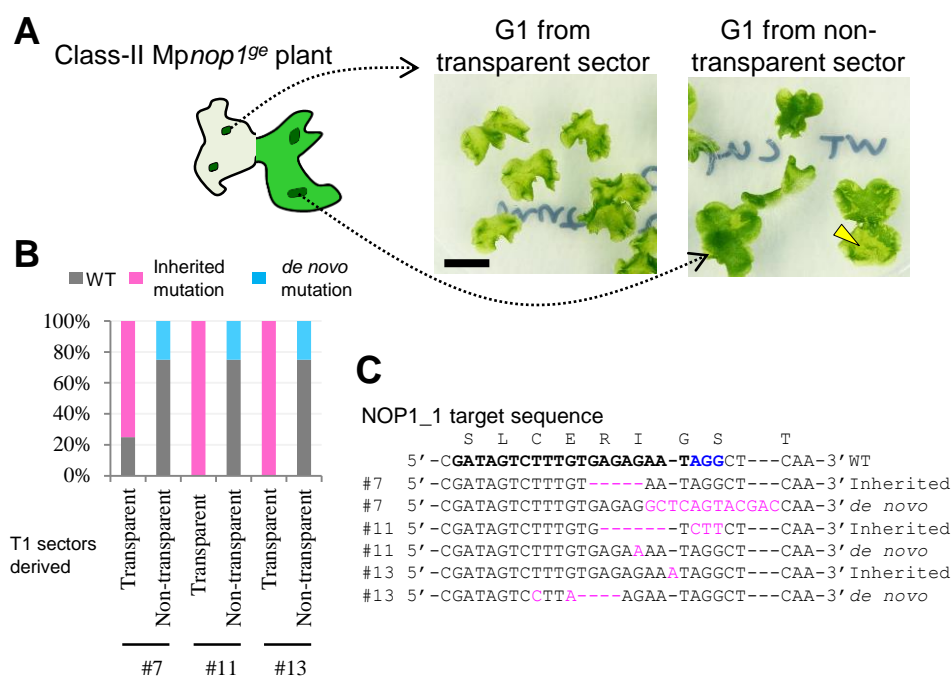 A
Class-II Mpnop1ge plant
G1 from
transparent sector
G1 from non-
transparent sector
WT
B
WT
Inherited
mutation
de novo
mutation
100%
80%
60%
40%
20%
0%
T1 sectors
derived
Transparent
Non-transparent
Transparent
Non-transparent
Transparent
Non-transparent
#7
#11
#13
C
NOP1_1 target sequence
S L C E R I G S T
5′-CGATAGTCTTTGTGAGAGAA-TAGGCT---CAA-3′WT
#7 5′-CGATAGTCTTTGT-----AA-TAGGCT---CAA-3′Inherited
#7 5′-CGATAGTCTTTGTGAGAGGCTCAGTACGACCAA-3′de novo
#11 5′-CGATAGTCTTTGTG------TCTTCT---CAA-3′Inherited
#11 5′-CGATAGTCTTTGTGAGAAAA-TAGGCT---CAA-3′de novo
#13 5′-CGATAGTCTTTGTGAGAGAAATAGGCT---CAA-3′Inherited
#13 5′-CGATAGTCCTTA----AGAA-TAGGCT---CAA-3′de novo